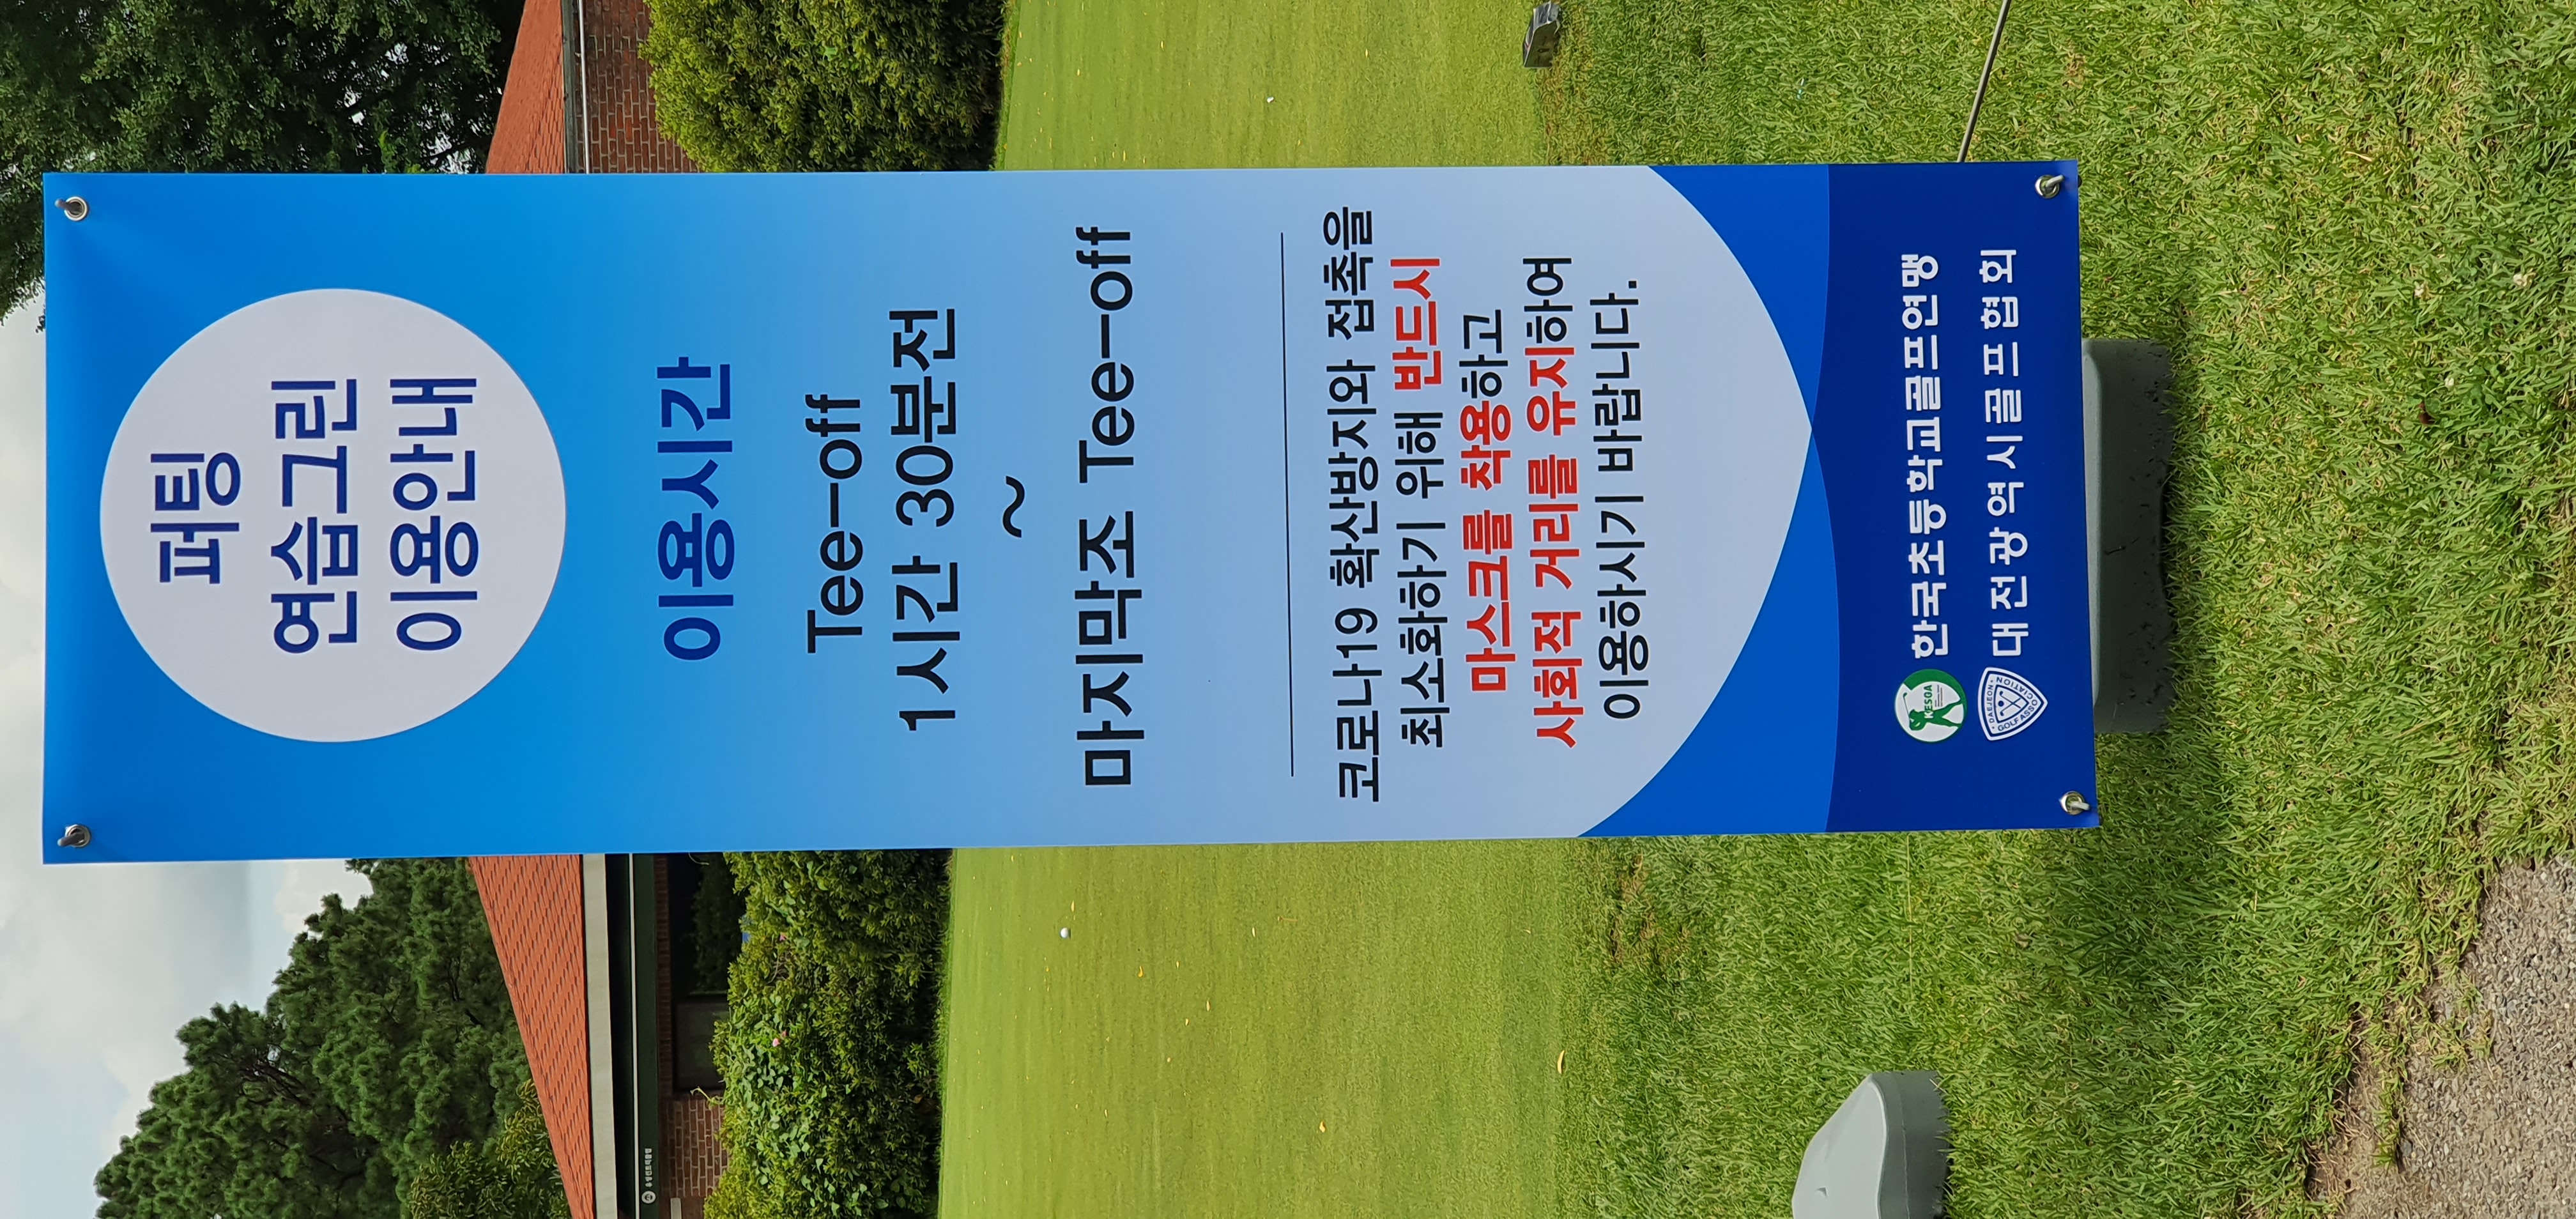 퍼팅
연습그린
이용안내
이용시간
Tee-off
1시간 30분전
~
마지막조 Tee-off
코로나19 확산방지와 접촉을
최소화하기 위해 반드시
마스크를 착용하고
사회적 거리를 유지하여
이용하시기 바랍니다.
KESGA
한국초등학교골프연맹
DAEJEON GOLF ASSOCIATION
대전광역시골프협회